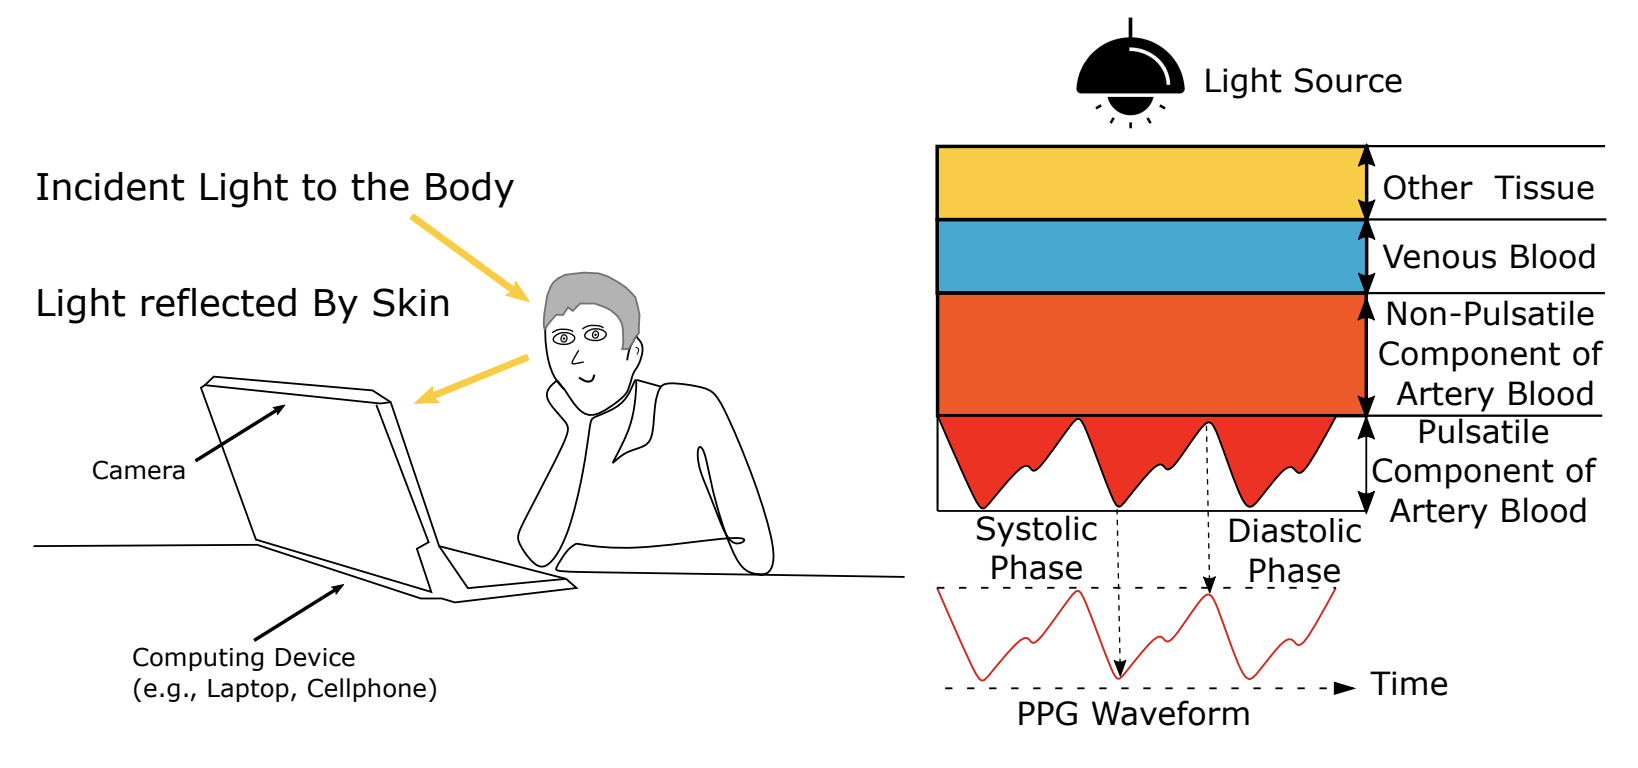 Incident Light to the Body
Light reflected By Skin
Camera
Computing Device
(e.g., Laptop, Cellphone)
Light Source
Other Tissue
Venous Blood
Non-Pulsatile
Component of
Artery Blood
Pulsatile
Component of
Artery Blood
Systolic
Phase
Diastolic
Phase
Time
PPG Waveform